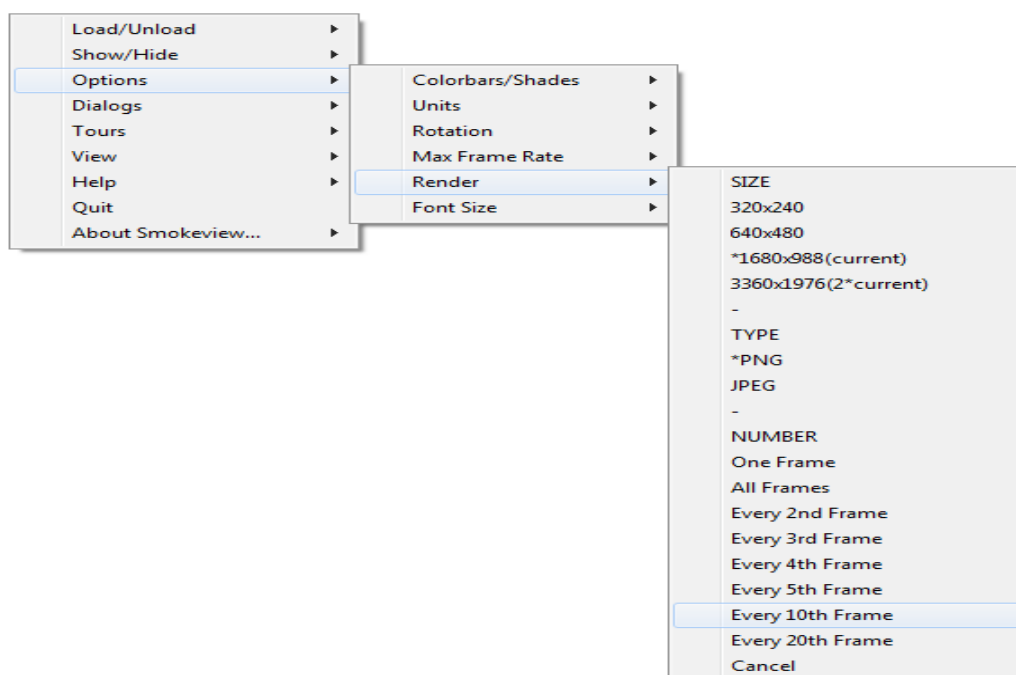 Load/Unload
Show/Hide
Options
Dialogs
Tours
View
Help
Quit
About Smokeview...
Colorbars/Shades
Units
Rotation
Max Frame Rate
Render
Font Size
SIZE
320x240
640x480
*1680x988(current)
3360x1976(2*current)
-
TYPE
*PNG
JPEG
-
NUMBER
One Frame
All Frames
Every 2nd Frame
Every 3rd Frame
Every 4th Frame
Every 5th Frame
Every 10th Frame
Every 20th Frame
Cancel